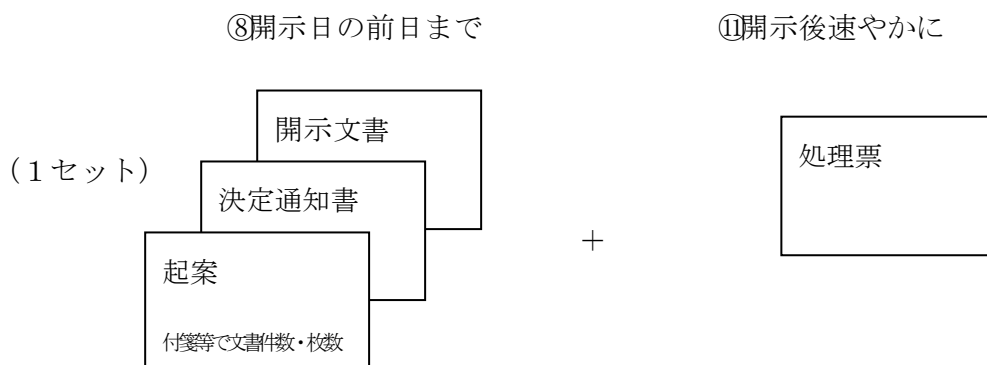 ⑧開示日の前日まで
⑪開示後速やかに
開示文書
処理票
（１セット）
決定通知書
＋
起案
付箋等で文書件数・枚数